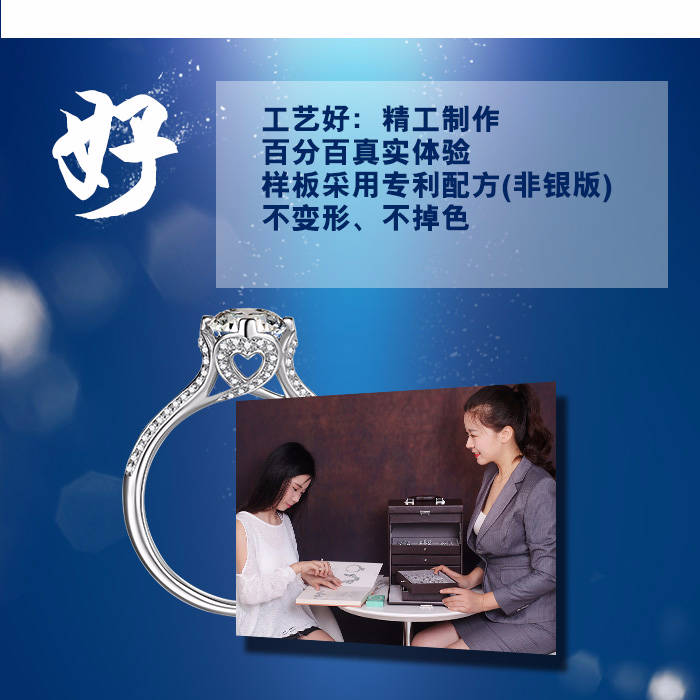 好
工艺好：精工制作
百分百真实体验
样板采用专利配方(非银版)
不变形、不掉色